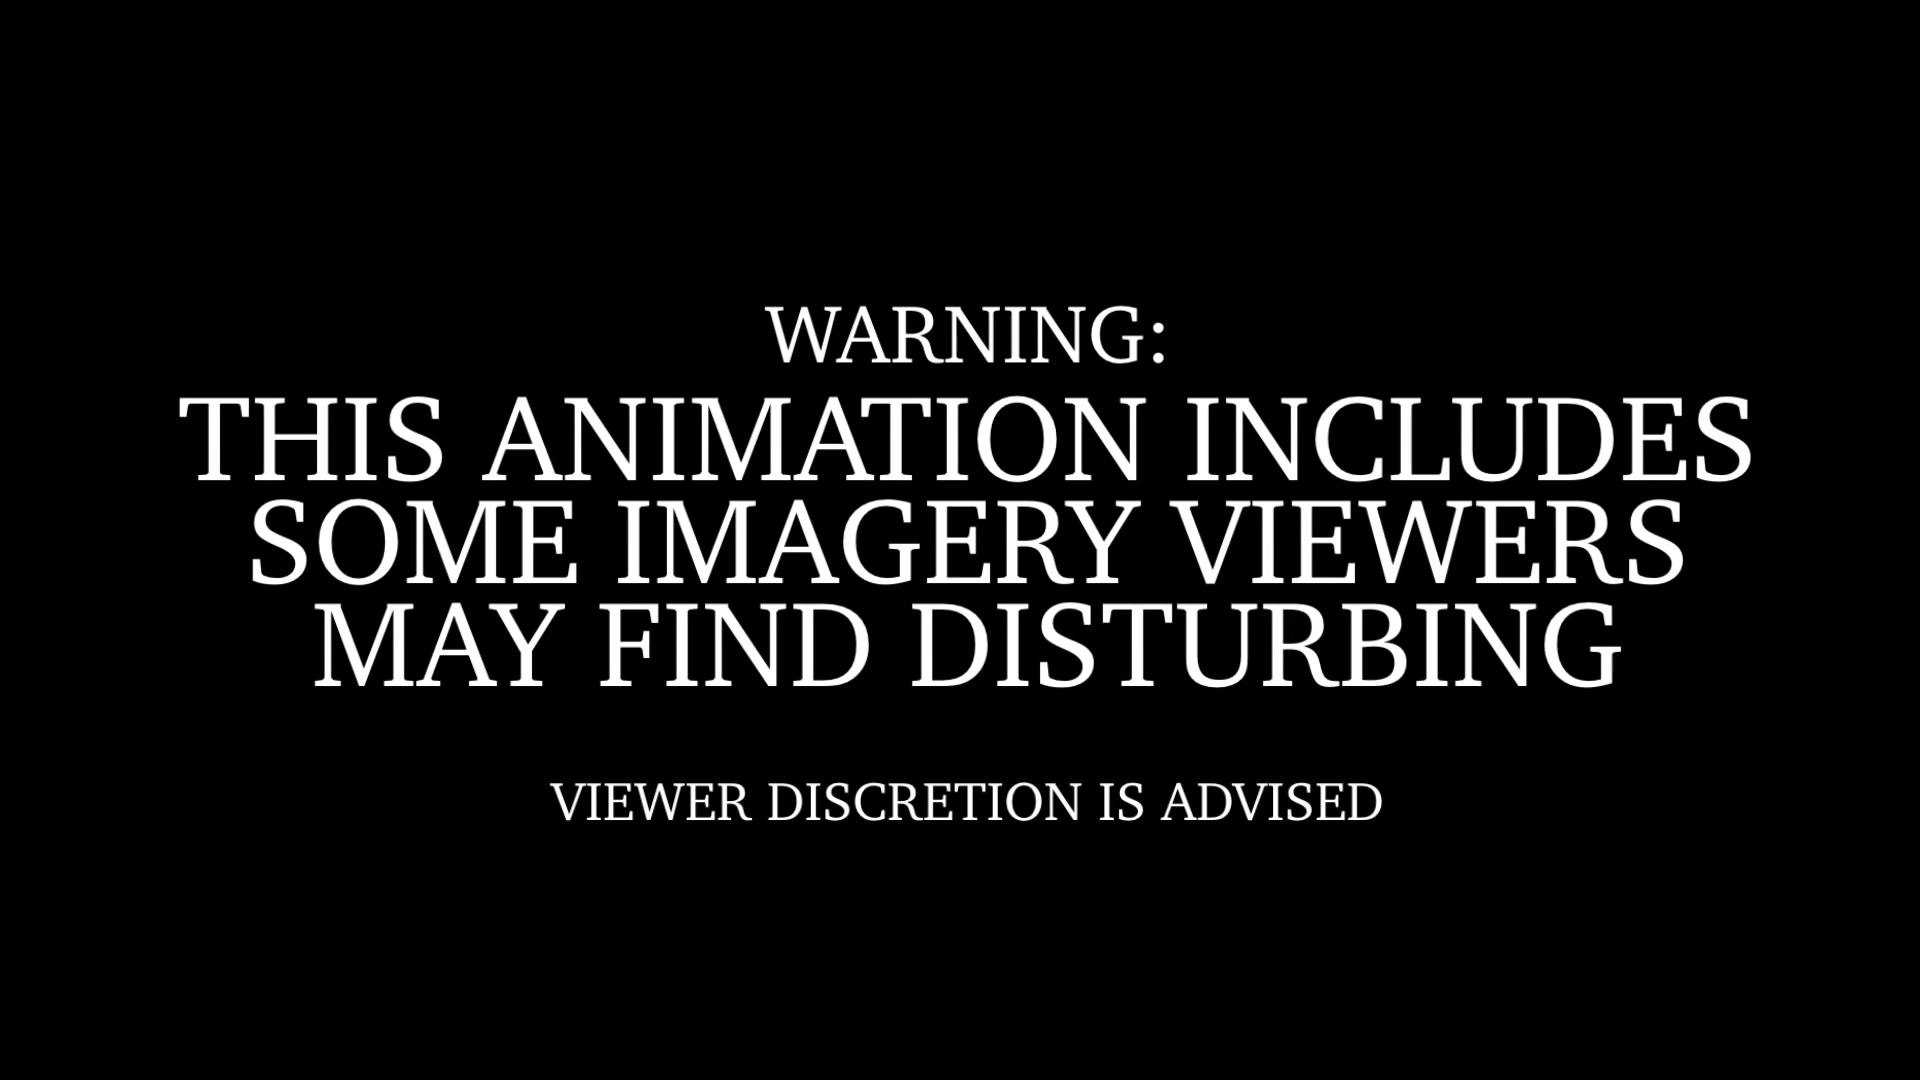 WARNING:
THIS ANIMATION INCLUDES
SOME IMAGERY VIEWERS
MAY FIND DISTURBING
VIEWER DISCRETION IS ADVISED